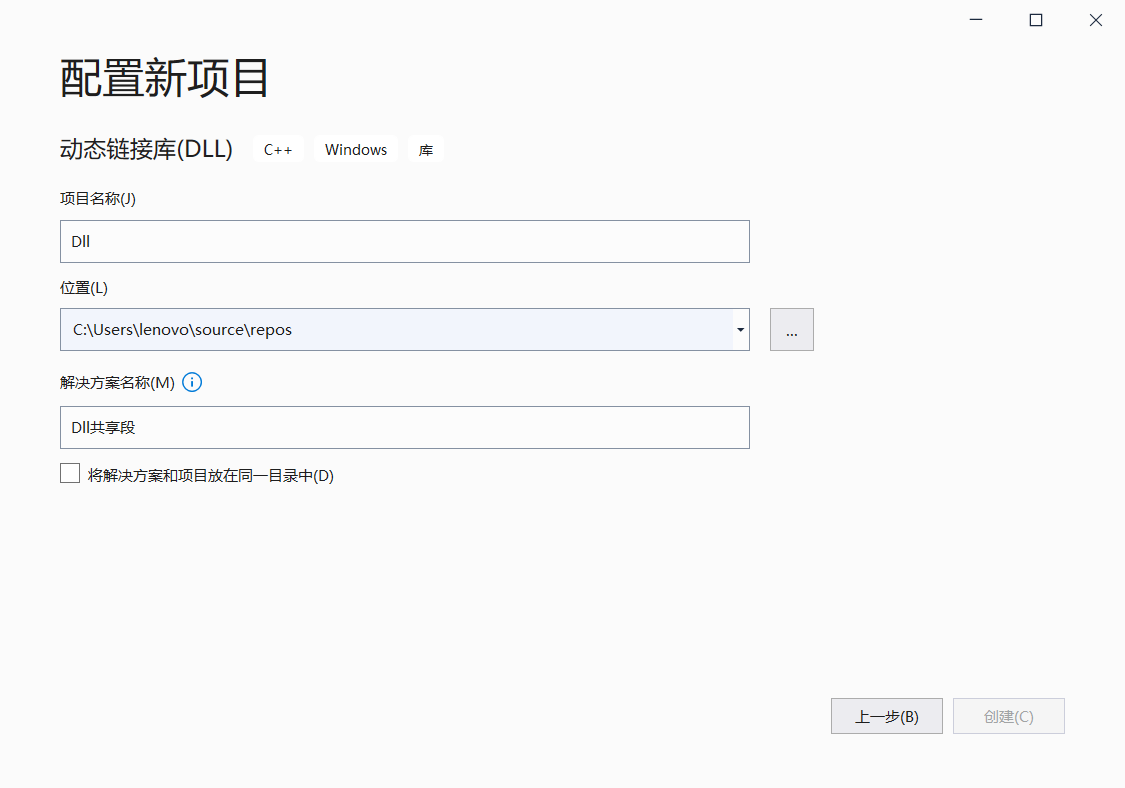 配置新项目
动态链接库(DLL) C++ Windows 库
项目名称(J)
Dll
位置(L)
C:\Users\lenovo\source\repos
...
解决方案名称(M)
Dll共享段
将解决方案和项目放在同一目录中(D)
上一步(B) 创建(C)